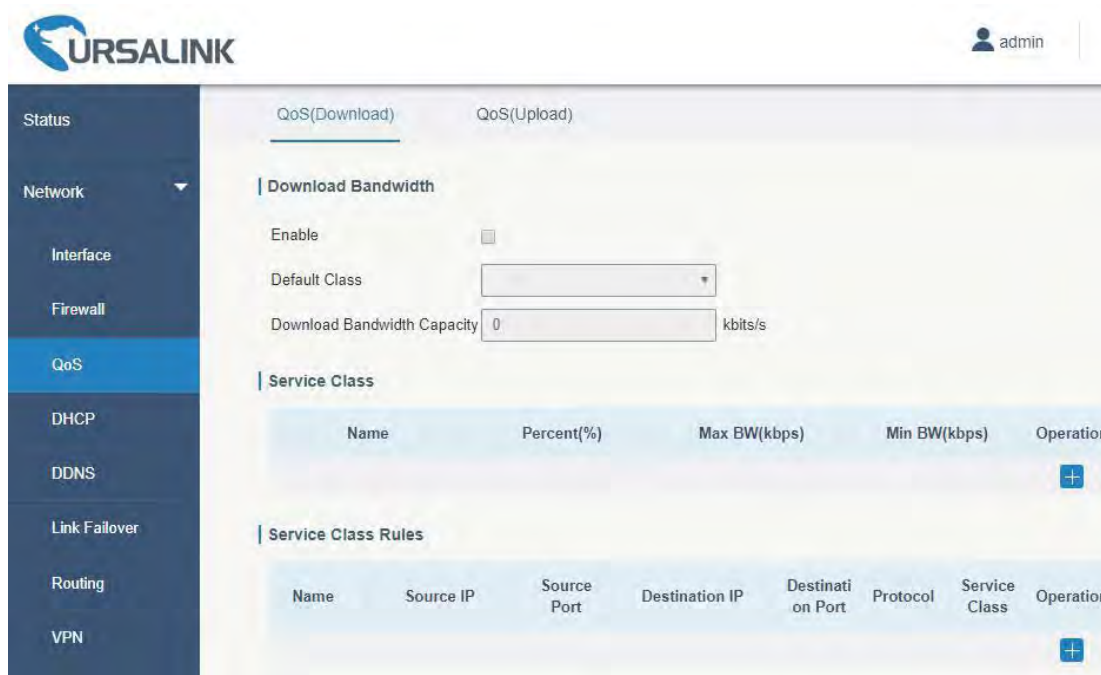 URSALINK
admin
Status
Network
Interface
Firewall
QoS
DHCP
DDNS
Link Failover
Routing
VPN
QoS(Download) QoS(Upload)
Download Bandwidth
Enable
Default Class
Download Bandwidth Capacity 0 kbits/s
Service Class
Name Percent(%) Max BW(kbps) Min BW(kbps) Operation
Service Class Rules
Name Source IP Source Port Destination IP Destinati on Port Protocol Service Class Operation